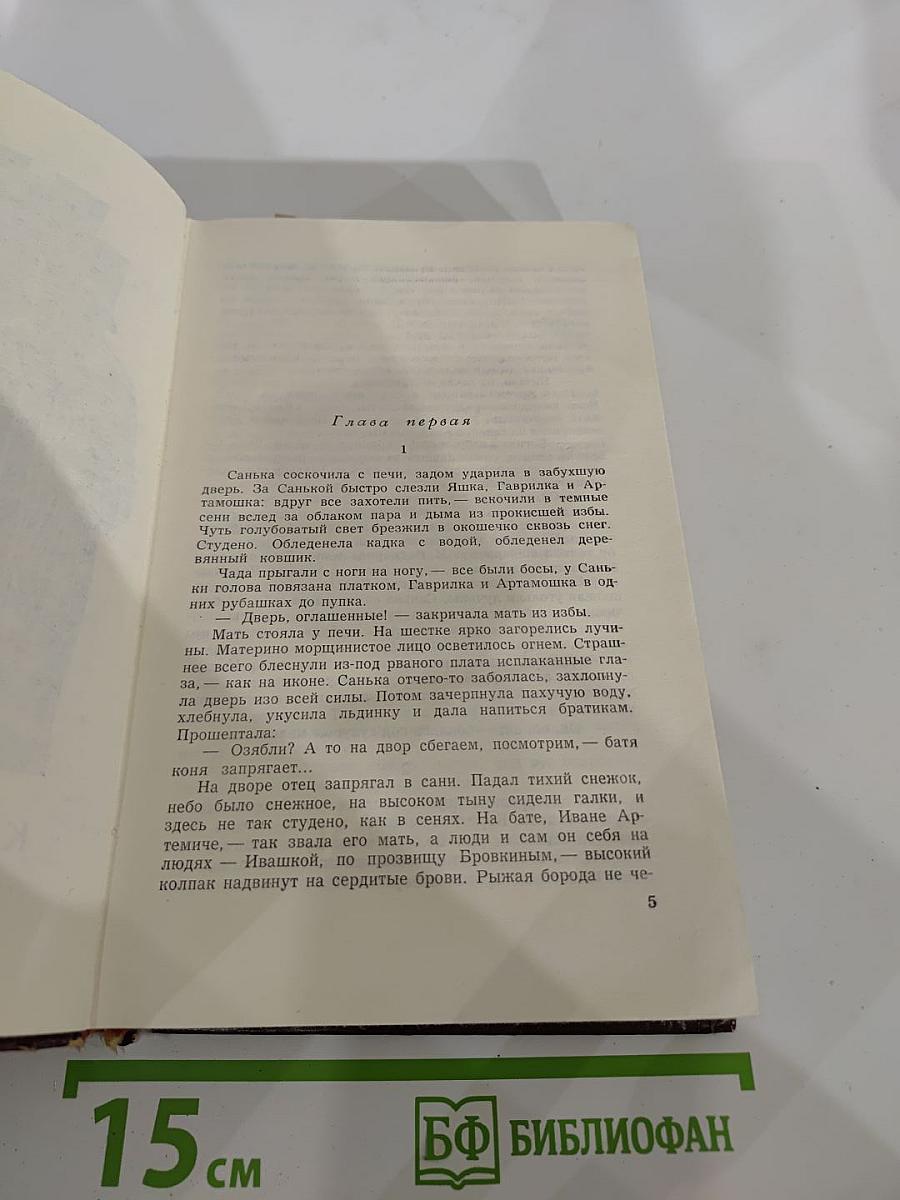 Глава первая
1
Санька соскочила с печи, задом ударила в забухшую
дверь. За Санькой быстро слезли Яшка, Гаврилка и Ар-
тамошка: вдруг все захотели пить,— вскочили в темные
сени вслед за облаком пара и дыма из прокисшей избы.
Чуть голубоватый свет брезжил в окошечко сквозь снег.
Студено. Обледенела кадка с водой, обледенел дере-
вянный ковшик.
Чада прыгали с ноги на ногу,— все были босы, у Сань-
ки голова повязана платком, Гаврилка и Артамошка в од-
них рубашках до пупка.
— Дверь, оглашенные! — закричала мать из избы.
Мать стояла у печи. На шестке ярко загорелись лучи-
ны. Материно морщинистое лицо осветилось огнем. Страш-
нее всего блеснули из-под рваного плата исплаканные гла-
за,— как на иконе. Санька отчего-то забоялась, захлопну-
ла дверь изо всей силы. Потом зачерпнула пахучую воду,
хлебнула, укусила льдинку и дала напиться братикам.
Прошептала:
— Озябли? А то на двор сбегаем, посмотрим,— батя
коня запрягает...
На дворе отец запрягал в сани. Падал тихий снежок,
небо было снежное, на высоком тыну сидели галки, и
здесь не так студено, как в сенях. На бате, Иване Ар-
темиче,— так звала его мать, а люди и сам он себя на
людях — Ивашкой, по прозвищу Бровкиным,— высокий
колпак надвинут на сердитые брови. Рыжая борода не че-
5
15 см
БФ БИБЛИОФАН